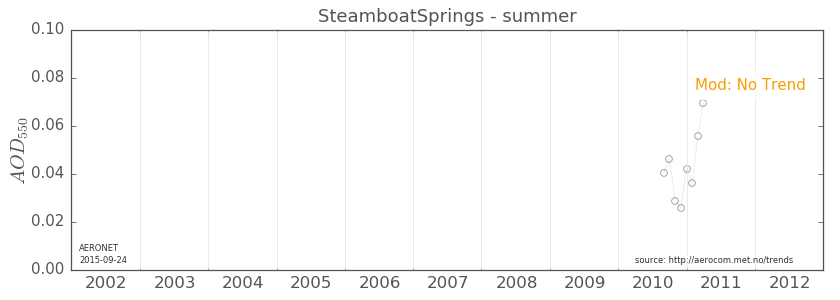 SteamboatSprings - summer
0.10
0.08
0.06
0.04
0.02
0.00
AOD550
Mod: No Trend
AERONET
2015-09-24
source: http://aerocom.met.no/trends
2002 2003 2004 2005 2006 2007 2008 2009 2010 2011 2012